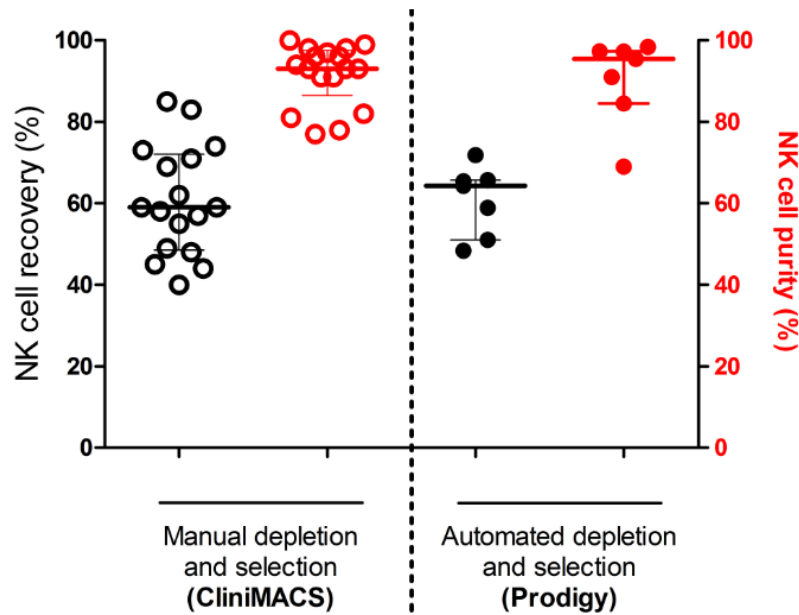 NK cell recovery (%)
100
80
60
40
20
0
100
80
60
40
20
0
NK cell purity (%)
Manual depletion
and selection
(CliniMACS)
Automated depletion
and selection
(Prodigy)